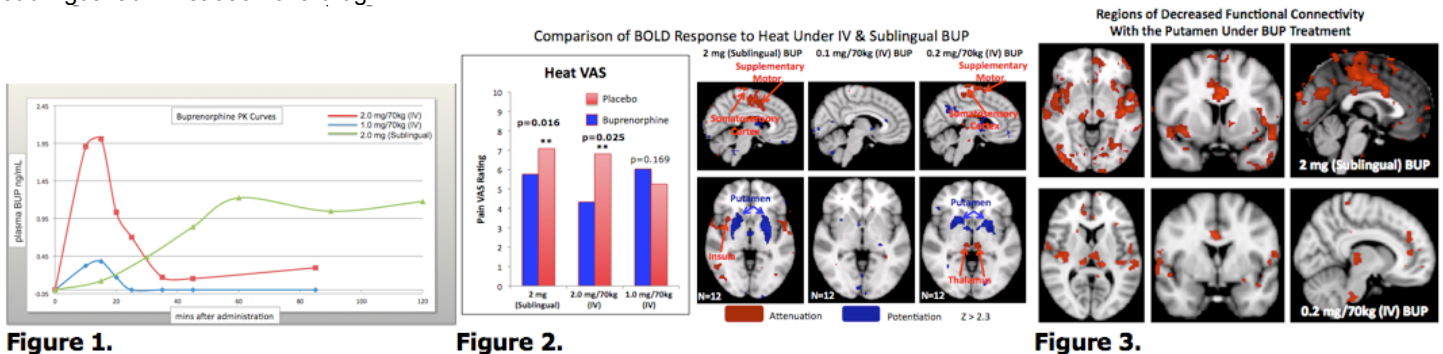 Figure 1.
Buprenorphine PK Curves
2.0 mg/70kg (IV)
1.0 mg/70kg (IV)
2.0 mg (Sublingual)
plasma BUP ng/mL
2.45
1.95
1.45
0.95
0.45
-0.05
0 20 40 60 80 100 120
mins after administration
Comparison of BOLD Response to Heat Under IV & Sublingual BUP
Heat VAS
Placebo
Buprenorphine
p=0.016
**
p=0.025
**
p=0.169
Pain VAS Rating
10
9
8
7
6
5
4
3
2
1
0
2 mg
(Sublingual)
2.0 mg/70kg
(IV)
1.0 mg/70kg
(IV)
2 mg (Sublingual) BUP
0.1 mg/70kg (IV) BUP
0.2 mg/70kg (IV) BUP
Supplementary
Motor
Somatosensory
Cortex
Supplementary
Motor
Somatosensory
Cortex
Putamen
Insula
N=12
N=12
Putamen
Thalamus
N=12
Attenuation
Potentiation
Z > 2.3
Figure 2.
Regions of Decreased Functional Connectivity
With the Putamen Under BUP Treatment
2 mg (Sublingual) BUP
0.2 mg/70kg (IV) BUP
Figure 3.